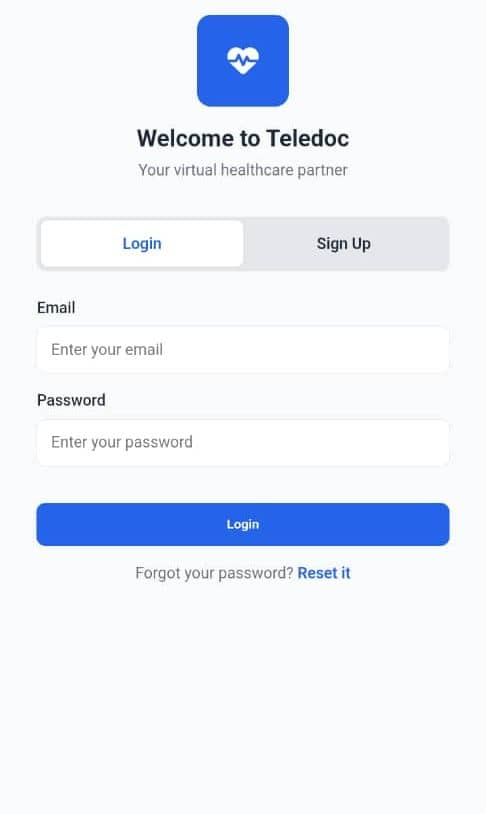 Welcome to Teledoc
Your virtual healthcare partner
Login
Sign Up
Email
Enter your email
Password
Enter your password
Login
Forgot your password? Reset it